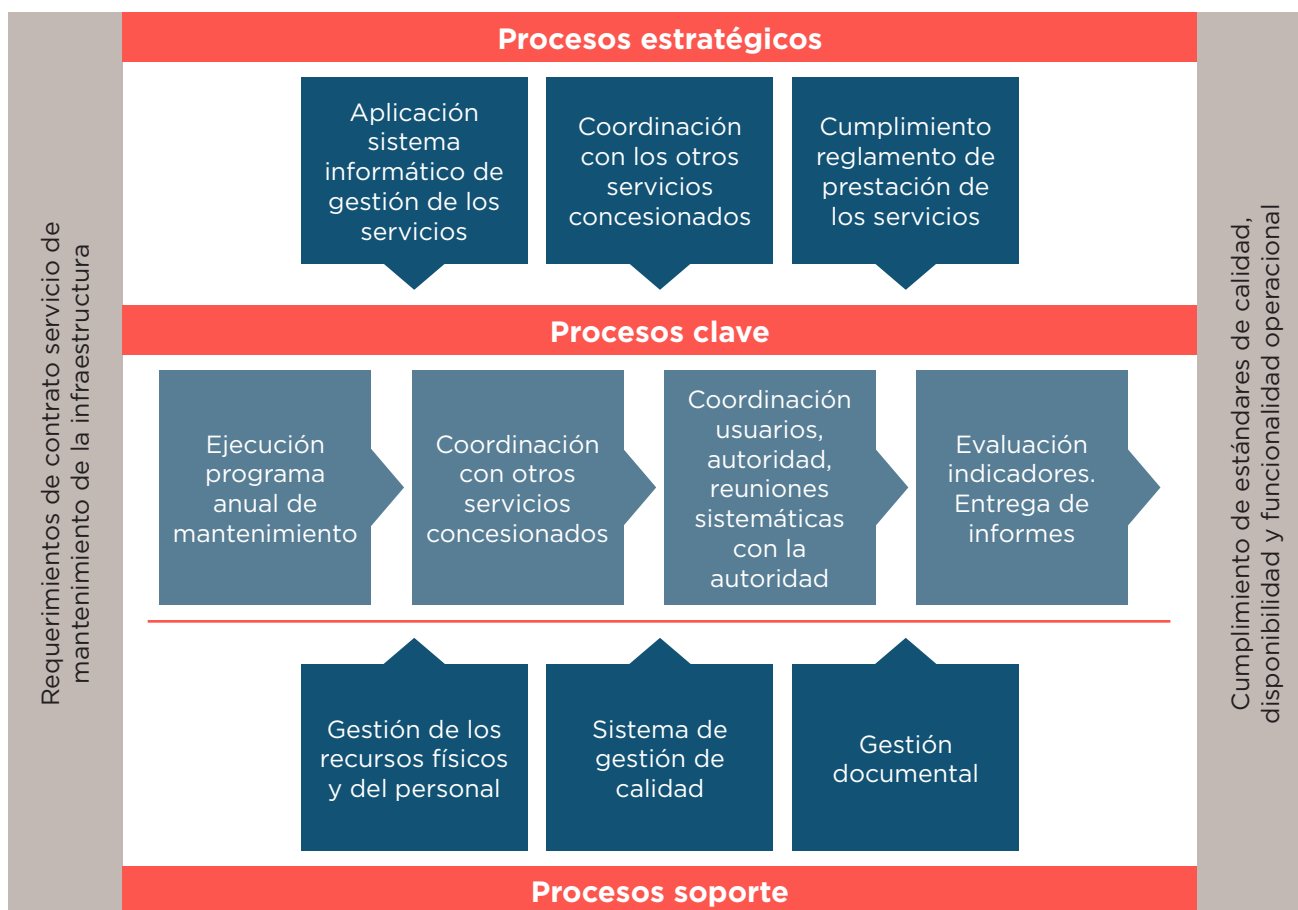 Procesos estratégicos
Aplicación
sistema
informático de
gestión de los
servicios
Coordinación
con los otros
servicios
concesionados
Cumplimiento
reglamento de
prestación de
los servicios
Requerimientos de contrato servicio de
mantenimiento de la infraestructura
Procesos clave
Ejecución
programa
anual de
mantenimiento
Coordinación
con otros
servicios
concesionados
Coordinación
usuarios,
autoridad,
reuniones
sistemáticas
con la
autoridad
Evaluación
indicadores.
Entrega de
informes
Cumplimiento de estándares de calidad,
disponibilidad y funcionalidad operacional
Gestión de los
recursos físicos
y del personal
Sistema de
gestión de
calidad
Gestión
documental
Procesos soporte